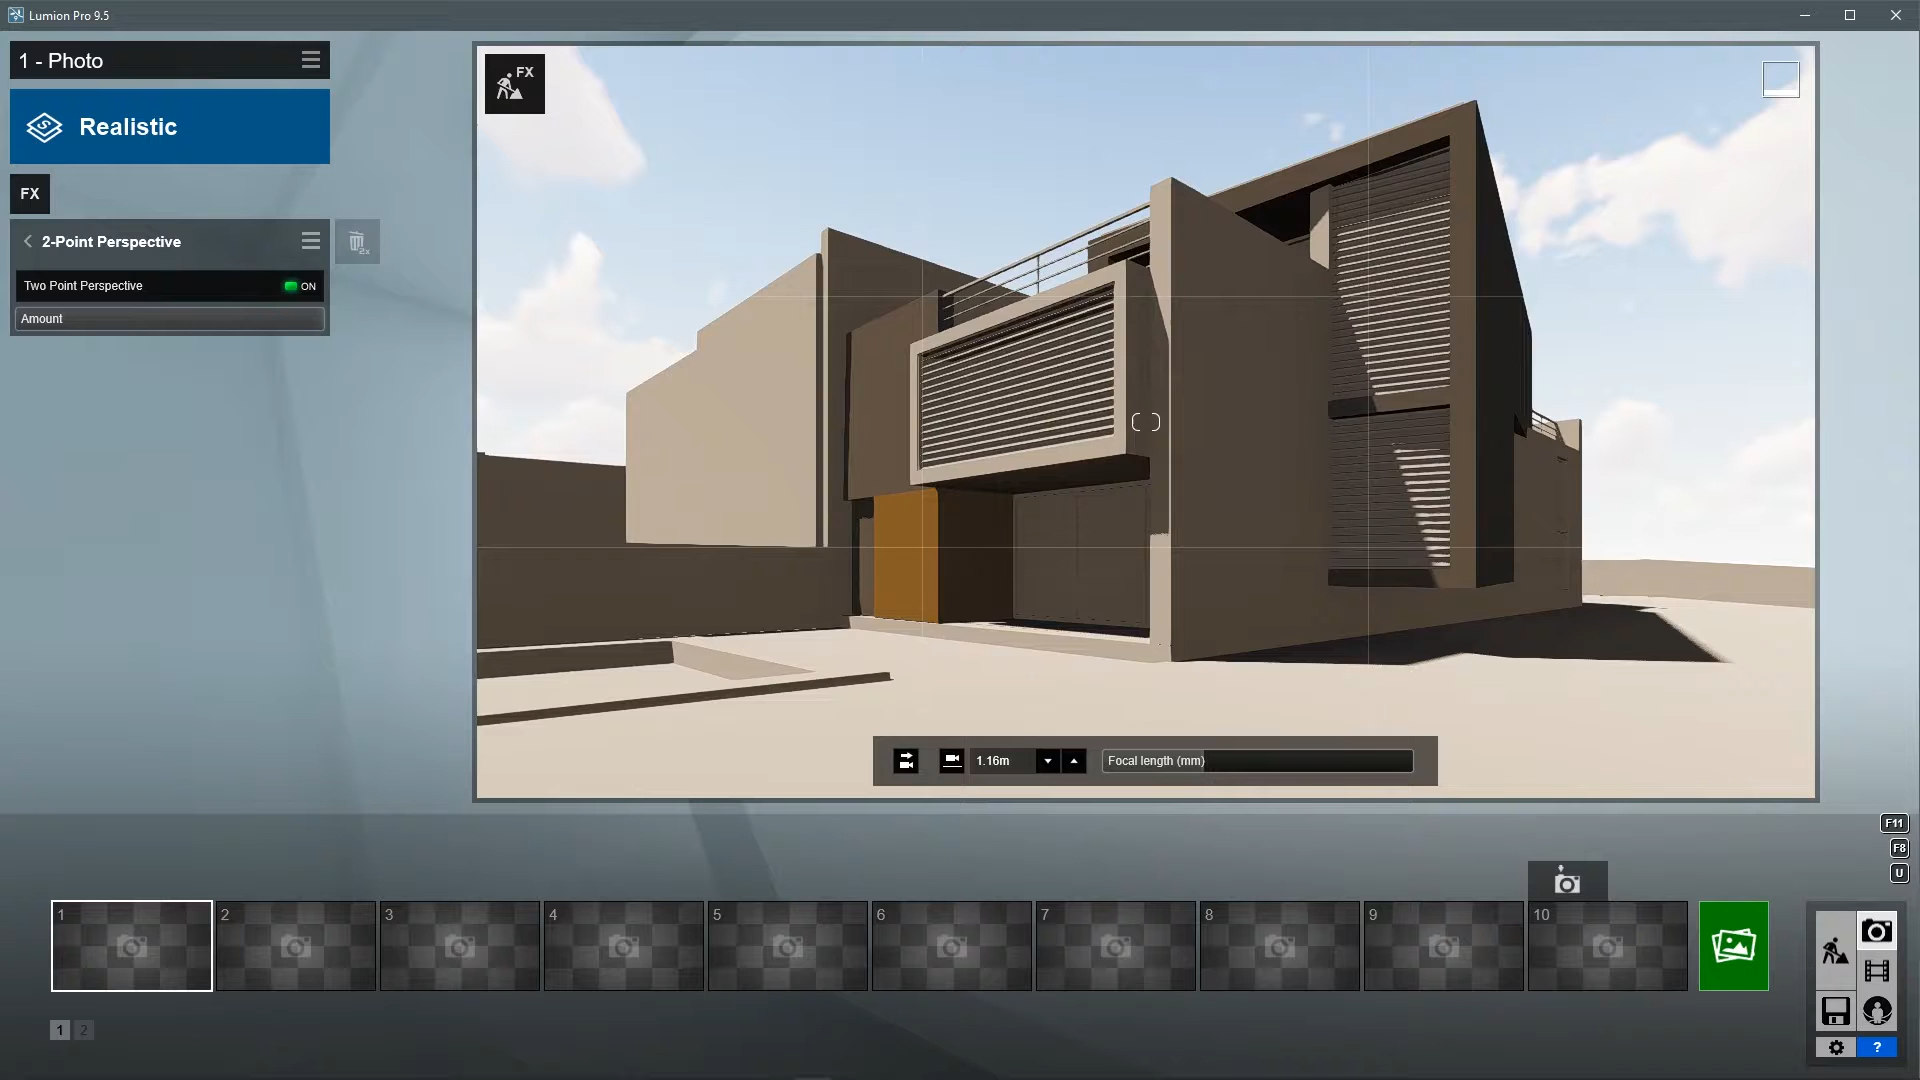 Lumion Pro 9.5
1 - Photo
Realistic
FX
FX
2-Point Perspective
2x
Two Point Perspective
ON
Amount
1.16m
Focal length (mm)
F11
F8
U
1
2
3
4
5
6
7
8
9
10
1
2
?